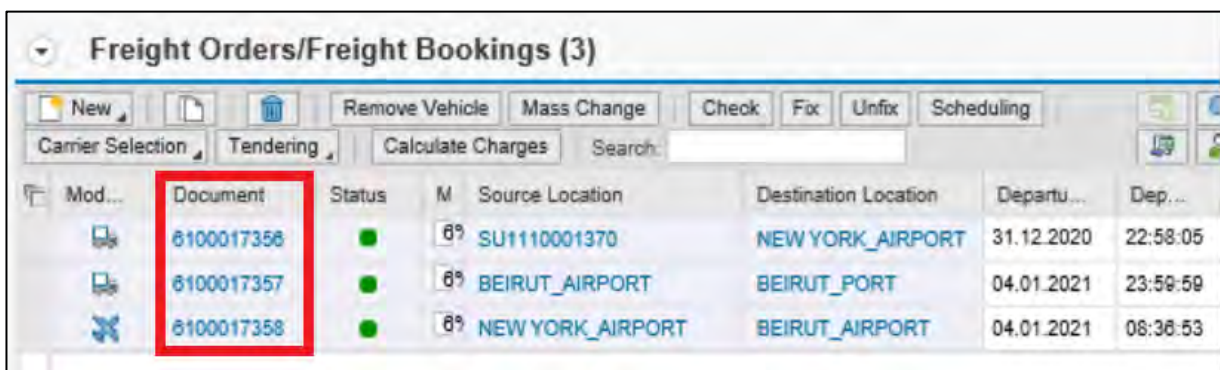 Freight Orders/Freight Bookings (3)
New Remove Vehicle Mass Change Check Fix Unfix Scheduling
Carrier Selection Tendering Calculate Charges Search:
Mod... Document Status M Source Location Destination Location Departu... Dep...
6100017356 SU1110001370 NEW YORK_AIRPORT 31.12.2020 22:58:05
6100017357 BEIRUT_AIRPORT BEIRUT_PORT 04.01.2021 23:59:59
6100017358 NEW YORK_AIRPORT BEIRUT_AIRPORT 04.01.2021 08:36:53